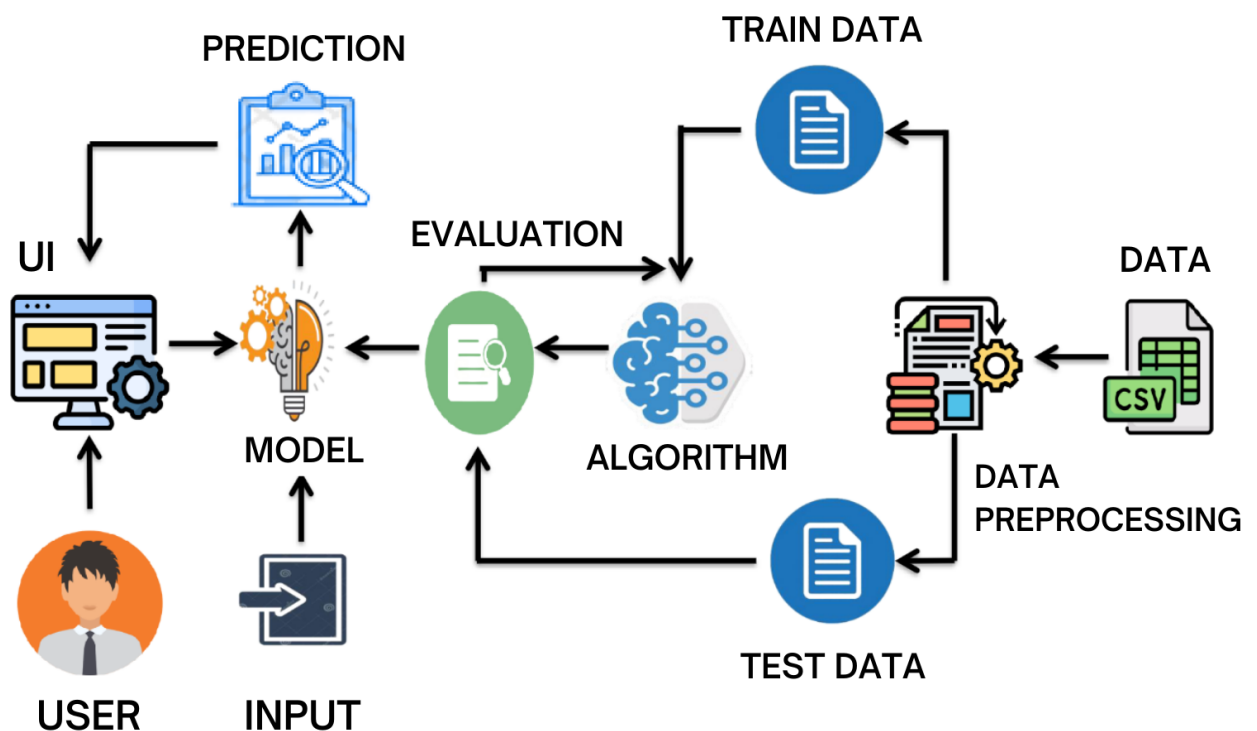 TRAIN DATA
PREDICTION
EVALUATION
UI
DATA
CSV
MODEL
ALGORITHM
DATA
PREPROCESSING
TEST DATA
USER
INPUT